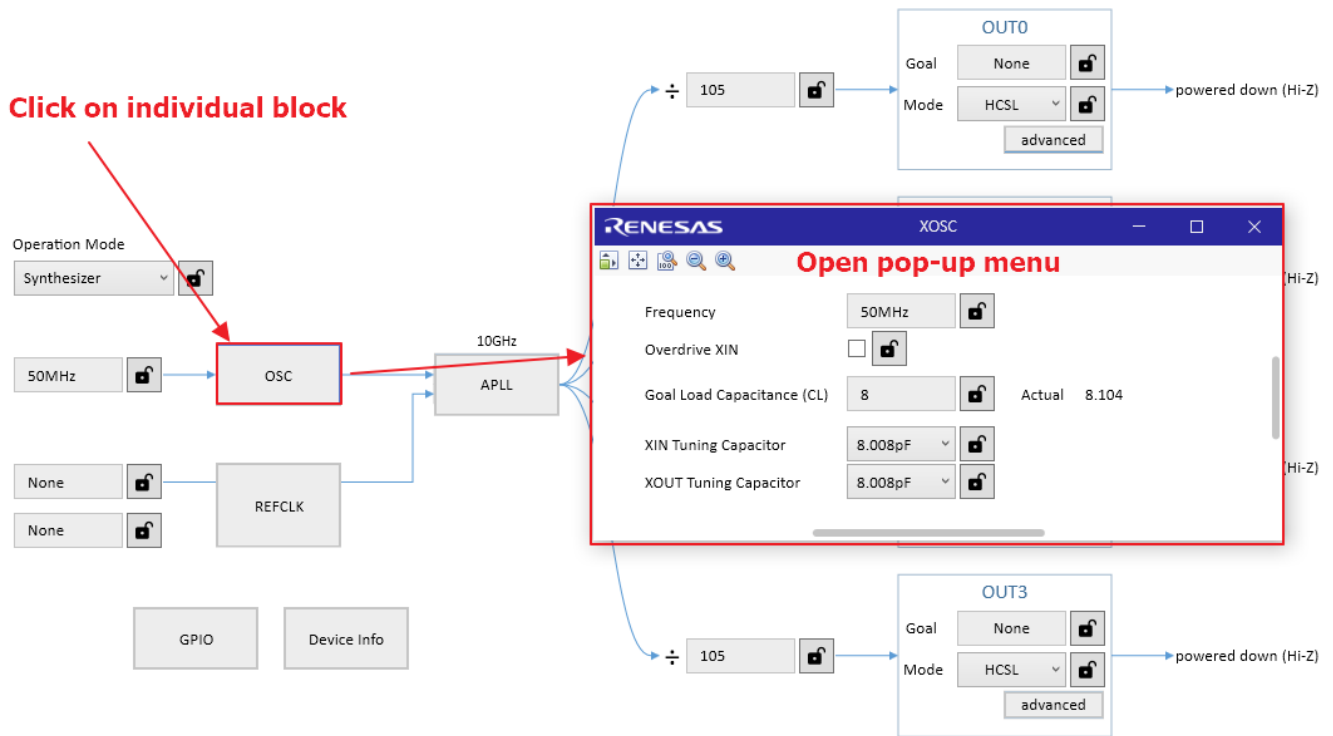 OUT0
Goal None
÷ 105
powered down (Hi-Z)
Mode HCSL
advanced
Click on individual block
RENESAS XOSC
Operation Mode
Synthesizer
Open pop-up menu
(Hi-Z)
Frequency 50MHz
Overdrive XIN
10GHz
50MHz
OSC
APLL
Goal Load Capacitance (CL) 8 Actual 8.104
XIN Tuning Capacitor 8.008pF
(Hi-Z)
XOUT Tuning Capacitor 8.008pF
None
REFCLK
None
OUT3
GPIO
Device Info
Goal None
÷ 105
powered down (Hi-Z)
Mode HCSL
advanced